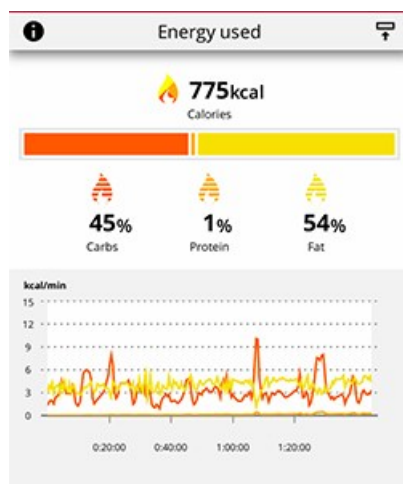 i Energy used
775kcal
Calories
45% 1% 54%
Carbs Protein Fat
kcal/min
15
12
9
6
3
0
0:20:00 0:40:00 1:00:00 1:20:00